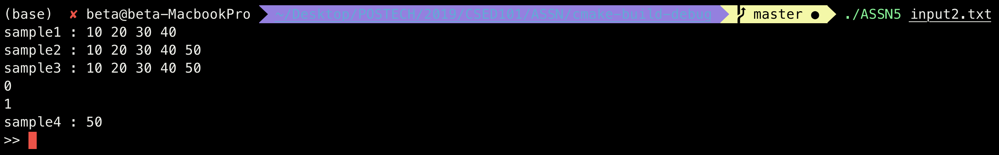 (base) ✘ beta@beta-MacbookPro ~/Desktop/POSTECH/2019/CSED101/ASSN/cmake-build-debug master ● ./ASSN5 input2.txt
sample1 : 10 20 30 40
sample2 : 10 20 30 40 50
sample3 : 10 20 30 40 50
0
1
sample4 : 50
>>